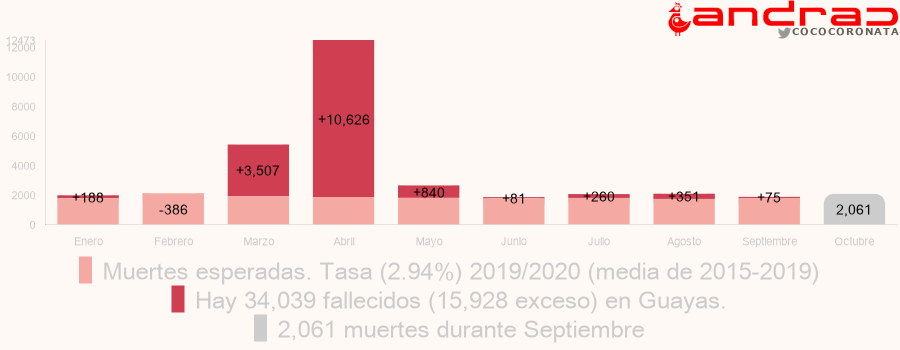 andrab
COCOCORONATA
12473
12000
10000
8000
6000
4000
2000
0
+188
-386
+3,507
+10,626
+840
+81
+260
+351
+75
2,061
Enero
Febrero
Marzo
Abril
Mayo
Junio
Julio
Agosto
Septiembre
Octubre
Muertes esperadas. Tasa (2.94%) 2019/2020 (media de 2015-2019)
Hay 34,039 fallecidos (15,928 exceso) en Guayas.
2,061 muertes durante Septiembre